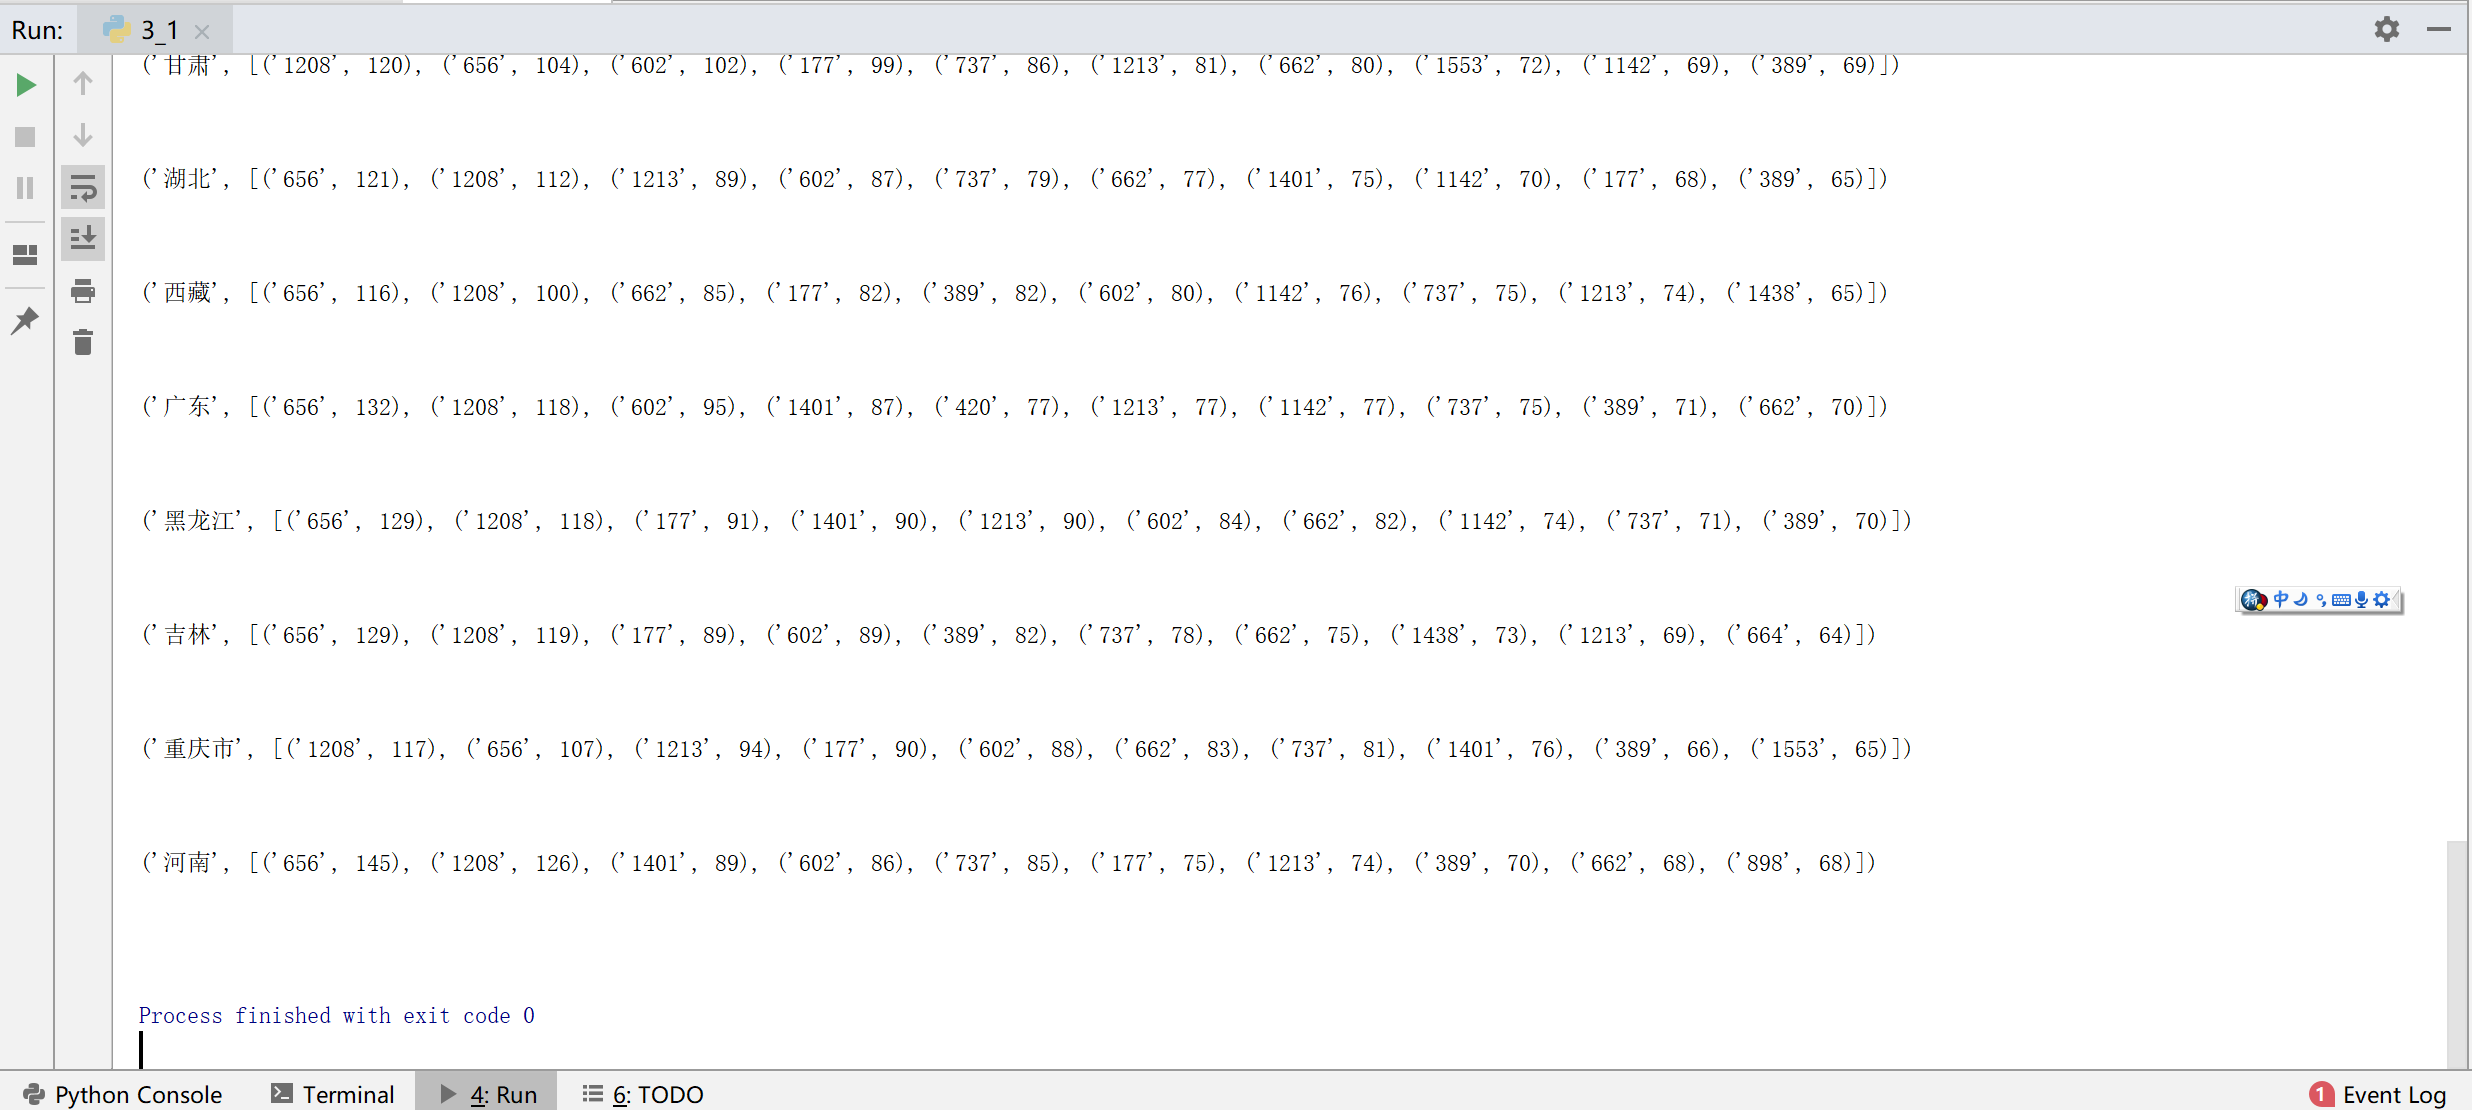 Run: 3_1
('甘肃', [('1208', 120), ('656', 104), ('602', 102), ('177', 99), ('737', 86), ('1213', 81), ('662', 80), ('1553', 72), ('1142', 69), ('389', 69)])
('湖北', [('656', 121), ('1208', 112), ('1213', 89), ('602', 87), ('737', 79), ('662', 77), ('1401', 75), ('1142', 70), ('177', 68), ('389', 65)])
('西藏', [('656', 116), ('1208', 100), ('662', 85), ('177', 82), ('389', 82), ('602', 80), ('1142', 76), ('737', 75), ('1213', 74), ('1438', 65)])
('广东', [('656', 132), ('1208', 118), ('602', 95), ('1401', 87), ('420', 77), ('1213', 77), ('1142', 77), ('737', 75), ('389', 71), ('662', 70)])
('黑龙江', [('656', 129), ('1208', 118), ('177', 91), ('1401', 90), ('1213', 90), ('602', 84), ('662', 82), ('1142', 74), ('737', 71), ('389', 70)])
中
('吉林', [('656', 129), ('1208', 119), ('177', 89), ('602', 89), ('389', 82), ('737', 78), ('662', 75), ('1438', 73), ('1213', 69), ('664', 64)])
('重庆市', [('1208', 117), ('656', 107), ('1213', 94), ('177', 90), ('602', 88), ('662', 83), ('737', 81), ('1401', 76), ('389', 66), ('1553', 65)])
('河南', [('656', 145), ('1208', 126), ('1401', 89), ('602', 86), ('737', 85), ('177', 75), ('1213', 74), ('389', 70), ('662', 68), ('898', 68)])
Process finished with exit code 0
Python Console Terminal 4: Run 6: TODO 1 Event Log